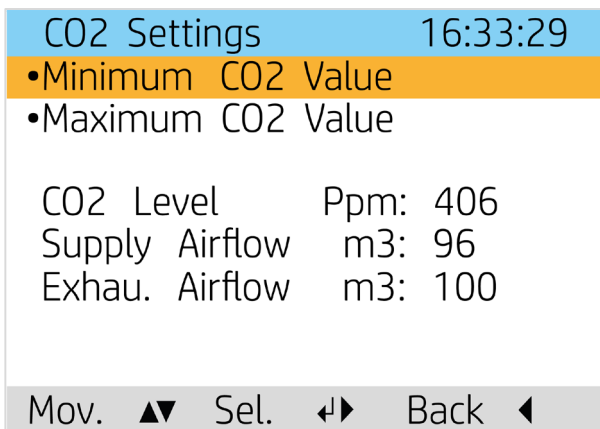 CO2 Settings 16:33:29
•Minimum CO2 Value
•Maximum CO2 Value
CO2 Level Ppm: 406
Supply Airflow m3: 96
Exhau. Airflow m3: 100
Mov. ▲▼ Sel. ↲▶ Back ◀